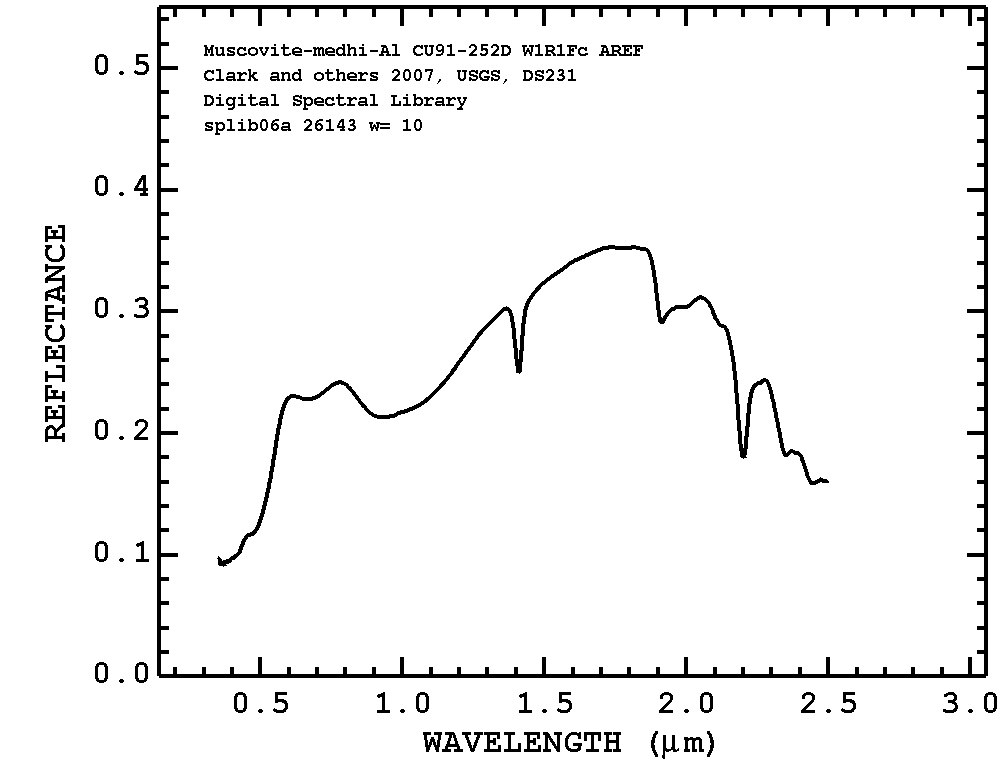 Muscovite-medhi-Al CU91-252D W1R1Fc AREF
Clark and others 2007, USGS, DS231
Digital Spectral Library
splib06a 26143 w= 10
REFLECTANCE
0.5
0.4
0.3
0.2
0.1
0.0
0.5 1.0 1.5 2.0 2.5 3.0
WAVELENGTH (μm)